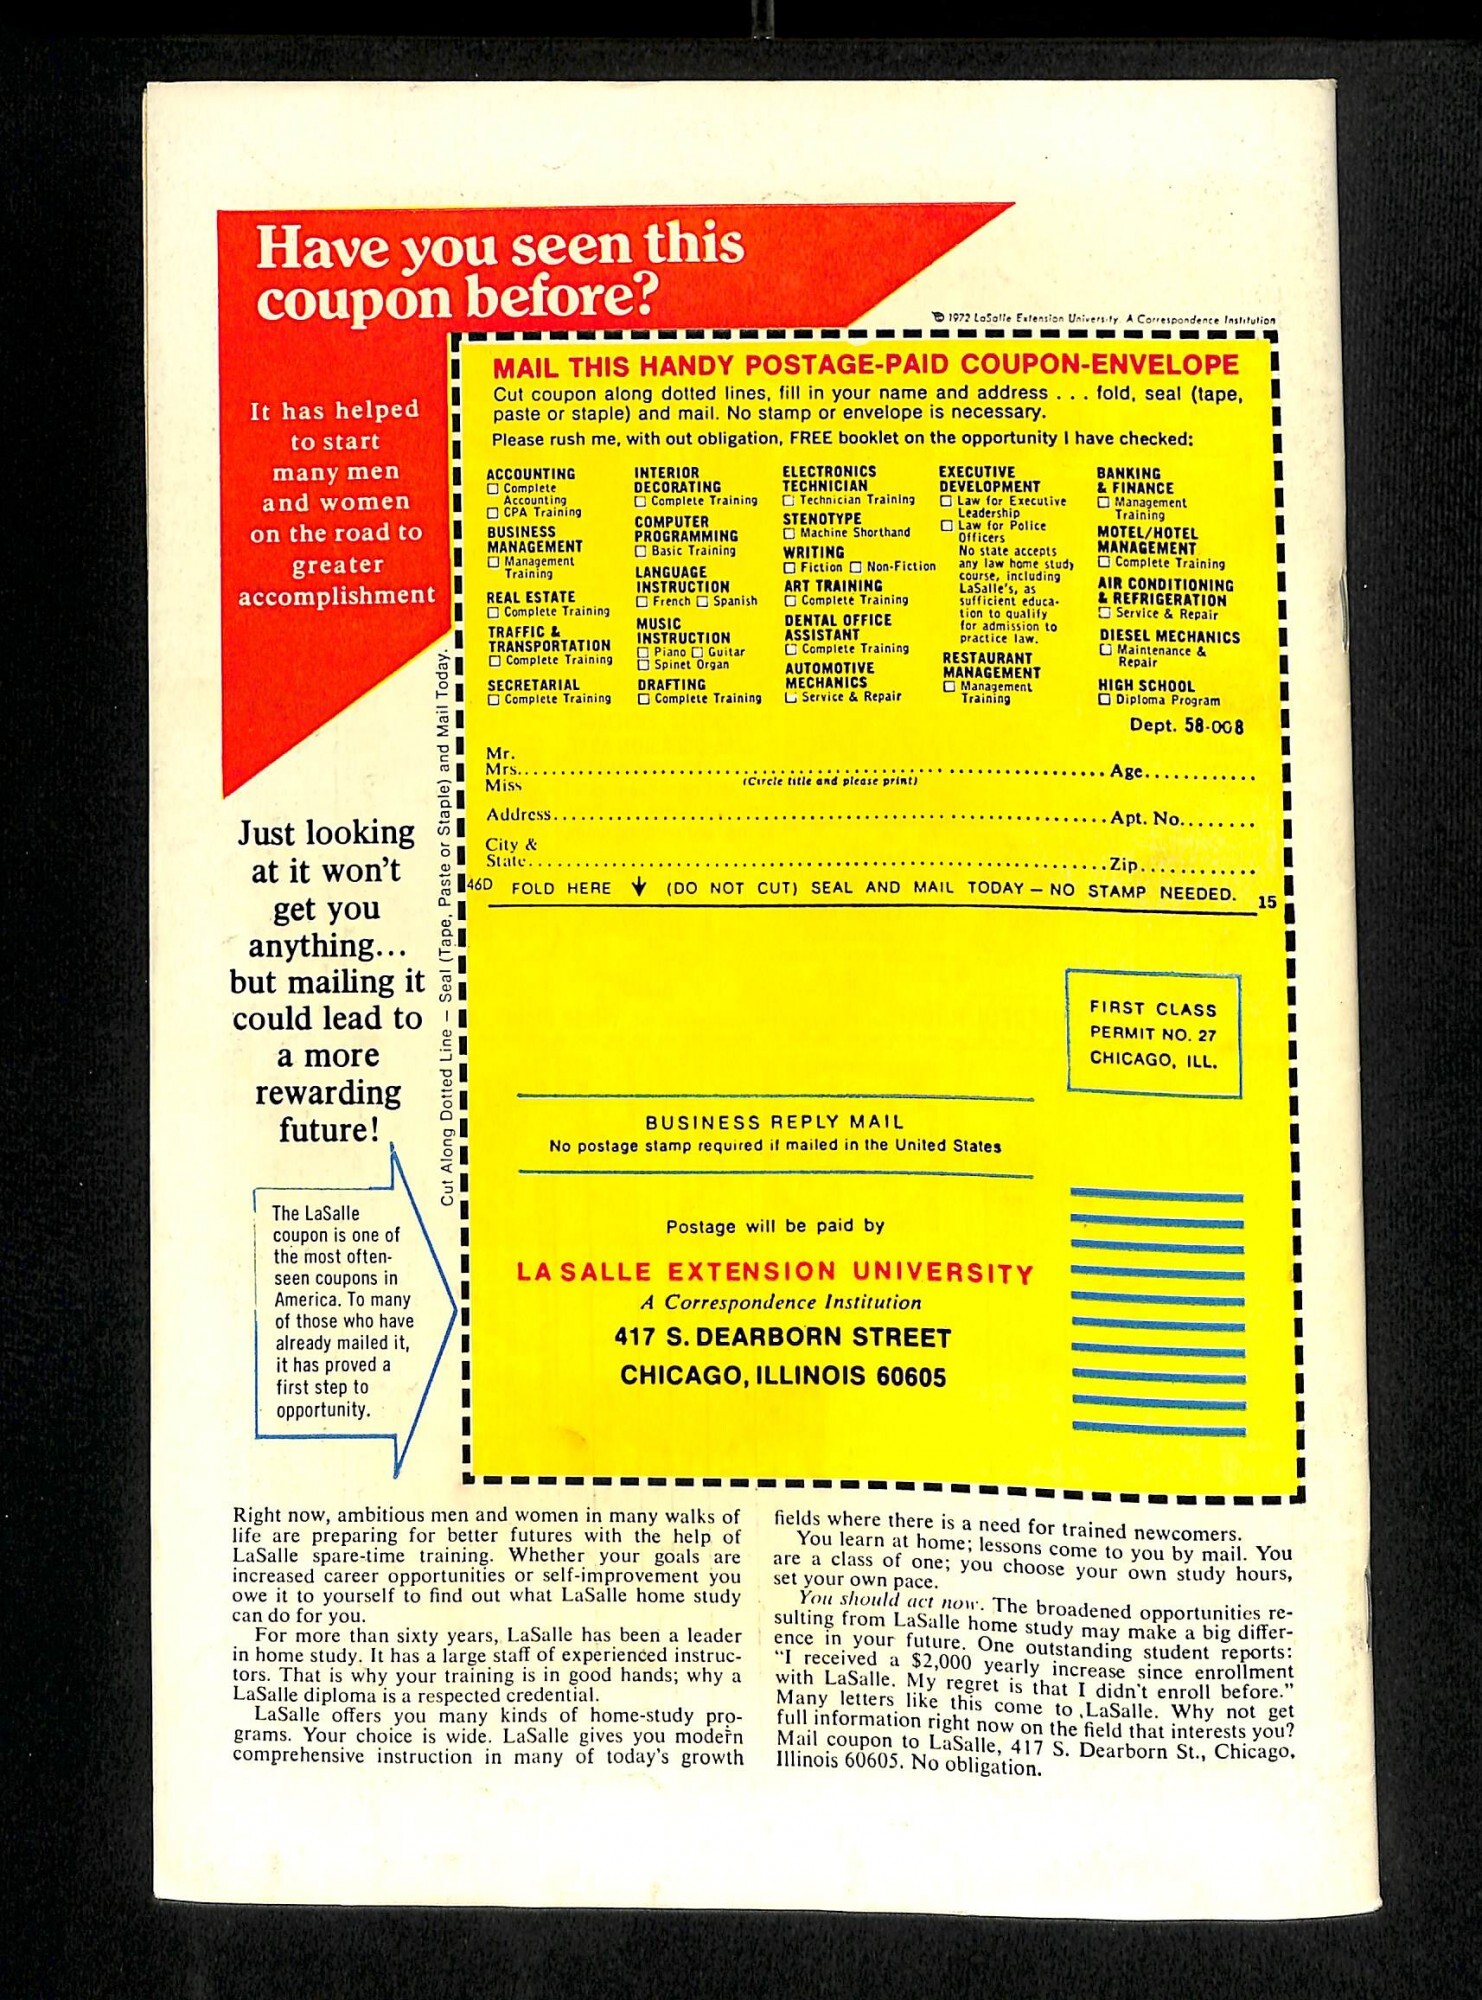 Have you seen this
coupon before?
© 1972 LaSalle Extension University. A Correspondence Institution
It has helped
to start
many men
and women
on the road to
greater
accomplishment
Just looking
at it won't
get you
anything...
but mailing it
could lead to
a more
rewarding
future!
The LaSalle
coupon is one of
the most often-
seen coupons in
America. To many
of those who have
already mailed it,
it has proved a
first step to
opportunity.
Cut Along Dotted Line – Seal (Tape, Paste or Staple) and Mail Today.
MAIL THIS HANDY POSTAGE-PAID COUPON-ENVELOPE
Cut coupon along dotted lines, fill in your name and address . . . fold, seal (tape,
paste or staple) and mail. No stamp or envelope is necessary.
Please rush me, with out obligation, FREE booklet on the opportunity I have checked:
ACCOUNTING
☐ Complete
Accounting
☐ CPA Training
BUSINESS
MANAGEMENT
☐ Management
Training
REAL ESTATE
☐ Complete Training
TRAFFIC &
TRANSPORTATION
☐ Complete Training
SECRETARIAL
☐ Complete Training
INTERIOR
DECORATING
☐ Complete Training
COMPUTER
PROGRAMMING
☐ Basic Training
LANGUAGE
INSTRUCTION
☐ French ☐ Spanish
MUSIC
INSTRUCTION
☐ Piano ☐ Guitar
☐ Spinet Organ
DRAFTING
☐ Complete Training
ELECTRONICS
TECHNICIAN
☐ Technician Training
STENOTYPE
☐ Machine Shorthand
WRITING
☐ Fiction ☐ Non-Fiction
ART TRAINING
☐ Complete Training
DENTAL OFFICE
ASSISTANT
☐ Complete Training
AUTOMOTIVE
MECHANICS
☐ Service & Repair
EXECUTIVE
DEVELOPMENT
☐ Law for Executive
Leadership
☐ Law for Police
Officers
No state accepts
any law home study
course, including
LaSalle's, as
sufficient educa-
tion to qualify
for admission to
practice law.
RESTAURANT
MANAGEMENT
☐ Management
Training
BANKING
& FINANCE
☐ Management
Training
MOTEL/HOTEL
MANAGEMENT
☐ Complete Training
AIR CONDITIONING
& REFRIGERATION
☐ Service & Repair
DIESEL MECHANICS
☐ Maintenance &
Repair
HIGH SCHOOL
☐ Diploma Program
Dept. 58-008
Mr.
Mrs. Age
Miss (Circle title and please print)
Address Apt. No.
City &
State Zip
46D FOLD HERE ↓ (DO NOT CUT) SEAL AND MAIL TODAY – NO STAMP NEEDED. 15
FIRST CLASS
PERMIT NO. 27
CHICAGO, ILL.
BUSINESS REPLY MAIL
No postage stamp required if mailed in the United States
Postage will be paid by
LA SALLE EXTENSION UNIVERSITY
A Correspondence Institution
417 S. DEARBORN STREET
CHICAGO, ILLINOIS 60605
Right now, ambitious men and women in many walks of
life are preparing for better futures with the help of
LaSalle spare-time training. Whether your goals are
increased career opportunities or self-improvement you
owe it to yourself to find out what LaSalle home study
can do for you.
For more than sixty years, LaSalle has been a leader
in home study. It has a large staff of experienced instruc-
tors. That is why your training is in good hands; why a
LaSalle diploma is a respected credential.
LaSalle offers you many kinds of home-study pro-
grams. Your choice is wide. LaSalle gives you modern
comprehensive instruction in many of today's growth
fields where there is a need for trained newcomers.
You learn at home; lessons come to you by mail. You
are a class of one; you choose your own study hours,
set your own pace.
You should act now. The broadened opportunities re-
sulting from LaSalle home study may make a big differ-
ence in your future. One outstanding student reports:
"I received a $2,000 yearly increase since enrollment
with LaSalle. My regret is that I didn't enroll before."
Many letters like this come to LaSalle. Why not get
full information right now on the field that interests you?
Mail coupon to LaSalle, 417 S. Dearborn St., Chicago,
Illinois 60605. No obligation.